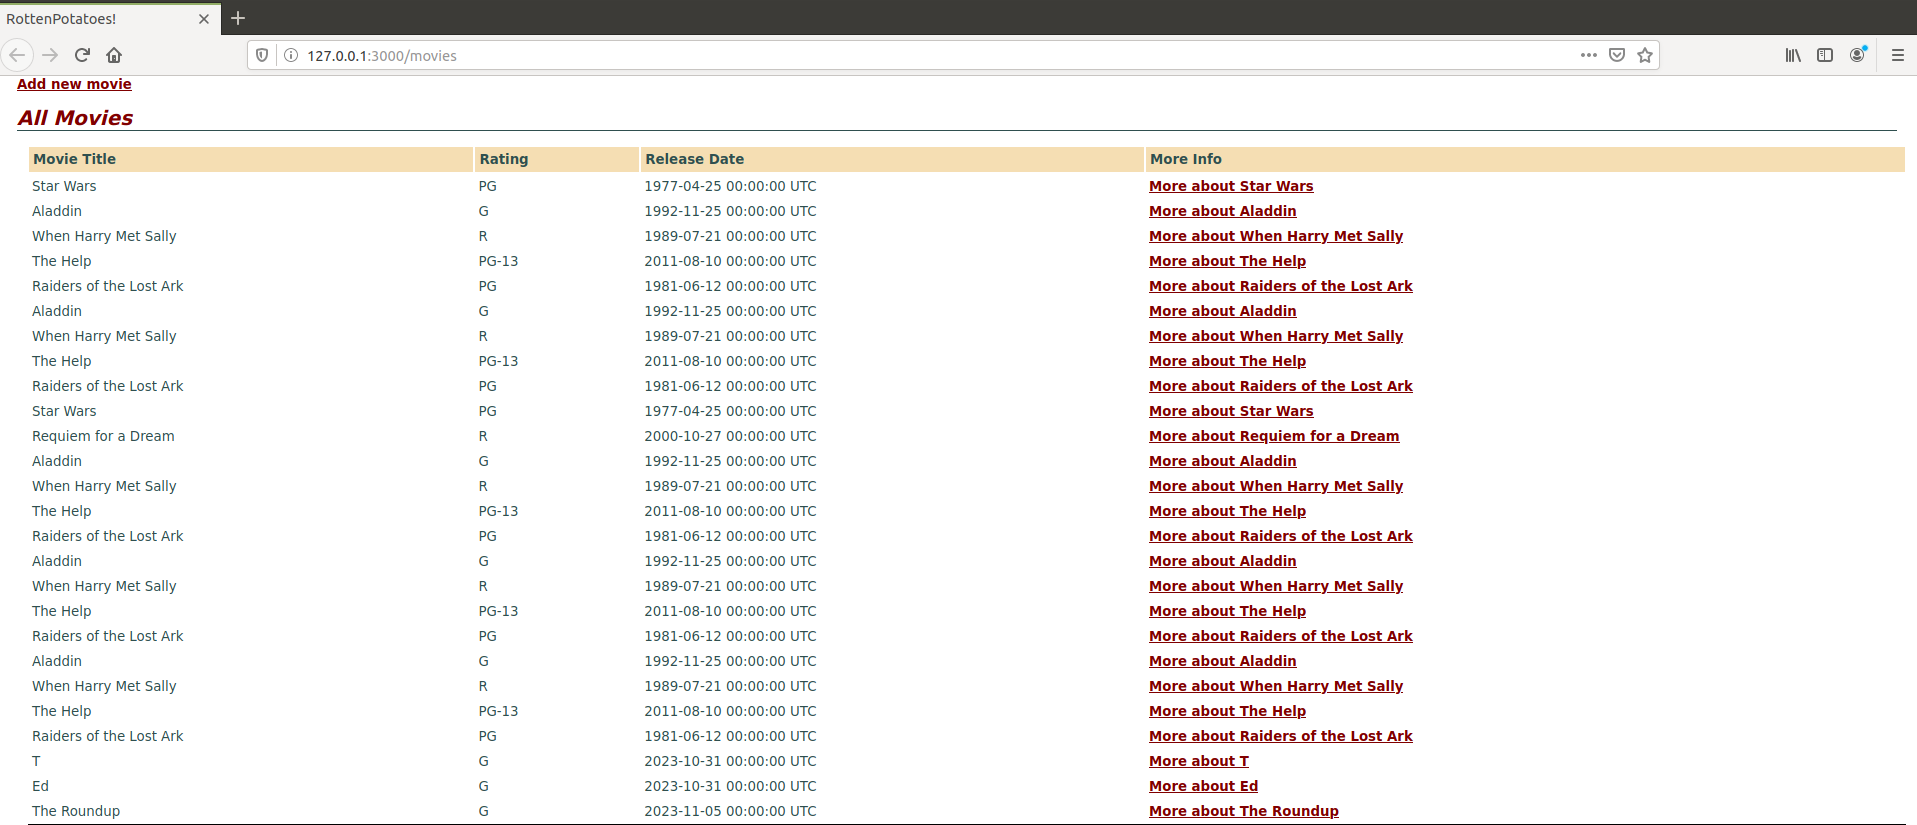 RottenPotatoes!
127.0.0.1:3000/movies
Add new movie
All Movies
Movie Title Rating Release Date More Info
Star Wars PG 1977-04-25 00:00:00 UTC More about Star Wars
Aladdin G 1992-11-25 00:00:00 UTC More about Aladdin
When Harry Met Sally R 1989-07-21 00:00:00 UTC More about When Harry Met Sally
The Help PG-13 2011-08-10 00:00:00 UTC More about The Help
Raiders of the Lost Ark PG 1981-06-12 00:00:00 UTC More about Raiders of the Lost Ark
Aladdin G 1992-11-25 00:00:00 UTC More about Aladdin
When Harry Met Sally R 1989-07-21 00:00:00 UTC More about When Harry Met Sally
The Help PG-13 2011-08-10 00:00:00 UTC More about The Help
Raiders of the Lost Ark PG 1981-06-12 00:00:00 UTC More about Raiders of the Lost Ark
Star Wars PG 1977-04-25 00:00:00 UTC More about Star Wars
Requiem for a Dream R 2000-10-27 00:00:00 UTC More about Requiem for a Dream
Aladdin G 1992-11-25 00:00:00 UTC More about Aladdin
When Harry Met Sally R 1989-07-21 00:00:00 UTC More about When Harry Met Sally
The Help PG-13 2011-08-10 00:00:00 UTC More about The Help
Raiders of the Lost Ark PG 1981-06-12 00:00:00 UTC More about Raiders of the Lost Ark
Aladdin G 1992-11-25 00:00:00 UTC More about Aladdin
When Harry Met Sally R 1989-07-21 00:00:00 UTC More about When Harry Met Sally
The Help PG-13 2011-08-10 00:00:00 UTC More about The Help
Raiders of the Lost Ark PG 1981-06-12 00:00:00 UTC More about Raiders of the Lost Ark
Aladdin G 1992-11-25 00:00:00 UTC More about Aladdin
When Harry Met Sally R 1989-07-21 00:00:00 UTC More about When Harry Met Sally
The Help PG-13 2011-08-10 00:00:00 UTC More about The Help
Raiders of the Lost Ark PG 1981-06-12 00:00:00 UTC More about Raiders of the Lost Ark
T G 2023-10-31 00:00:00 UTC More about T
Ed G 2023-10-31 00:00:00 UTC More about Ed
The Roundup G 2023-11-05 00:00:00 UTC More about The Roundup